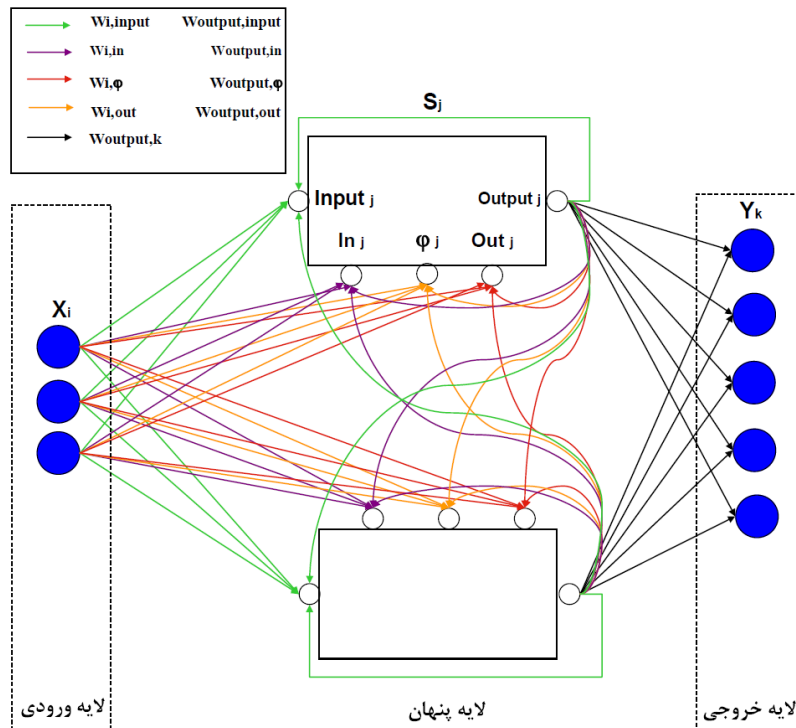 Wi,input Woutput,input
Wi,in Woutput,in
Wi,φ Woutput,φ
Wi,out Woutput,out
Woutput,k
Sj
Input j Output j
In j φ j Out j
Xi
Yk
لایه ورودی
لایه پنهان
لایه خروجی